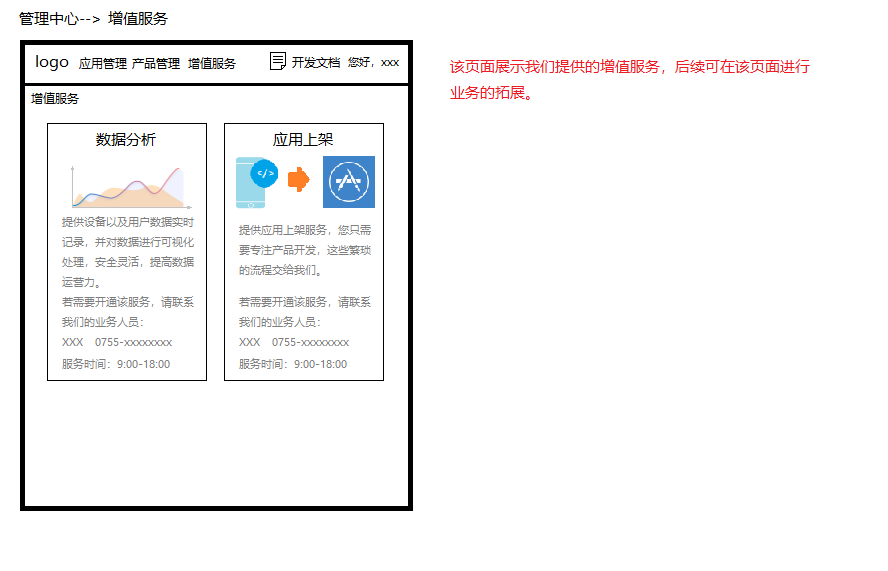 管理中心--> 增值服务
logo 应用管理 产品管理 增值服务 开发文档 您好，xxx
增值服务
该页面展示我们提供的增值服务，后续可在该页面进行
业务的拓展。
数据分析
提供设备以及用户数据实时
记录，并对数据进行可视化
处理，安全灵活，提高数据
运营力。
若需要开通该服务，请联系
我们的业务人员：
XXX 0755-xxxxxxxx
服务时间：9:00-18:00
应用上架
</>
提供应用上架服务，您只需
要专注产品开发，这些繁琐
的流程交给我们。
若需要开通该服务，请联系
我们的业务人员：
XXX 0755-xxxxxxxx
服务时间：9:00-18:00